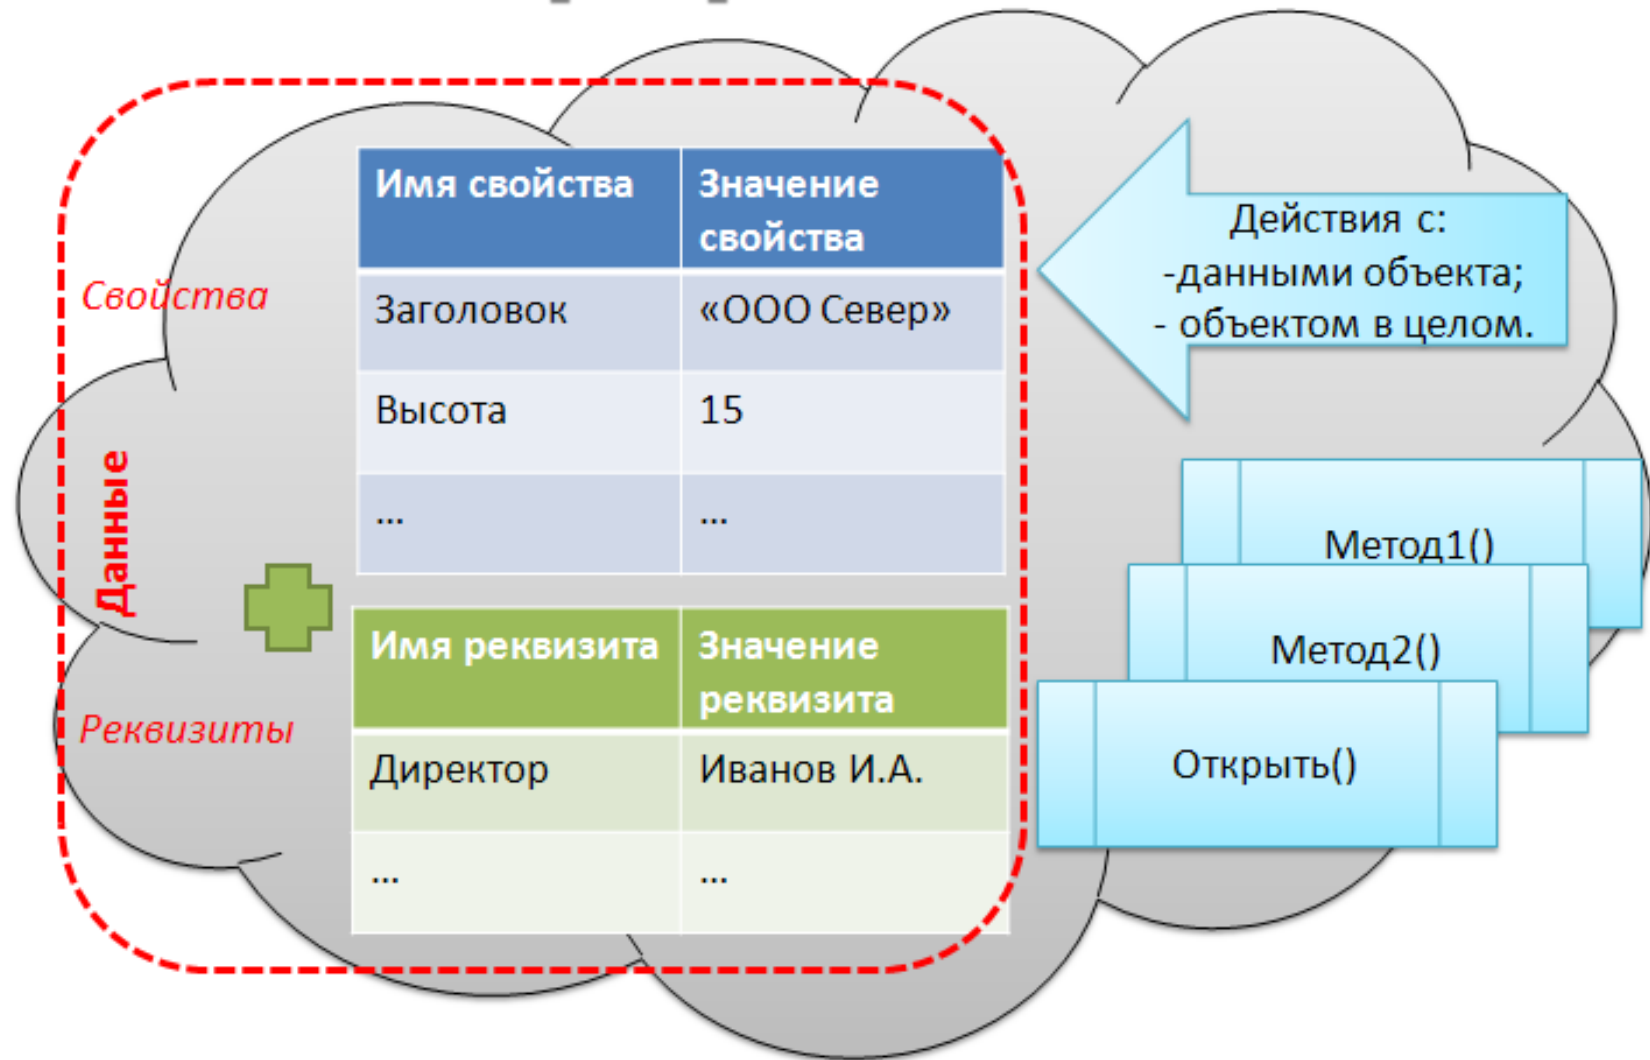 Имя свойства
Значение
свойства
Свойства
Заголовок
«ООО Север»
Высота
15
...
...
Данные
Имя реквизита
Значение
реквизита
Реквизиты
Директор
Иванов И.А.
...
...
Действия с:
-данными объекта;
- объектом в целом.
Метод1()
Метод2()
Открыть()